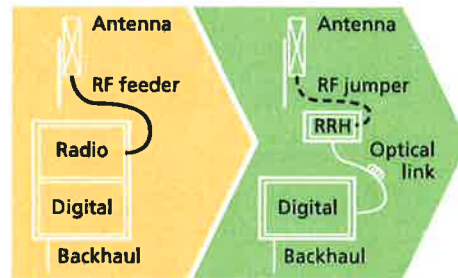 Antenna
RF feeder
Radio
Digital
Backhaul
Antenna
RF jumper
RRH
Optical
link
Digital
Backhaul